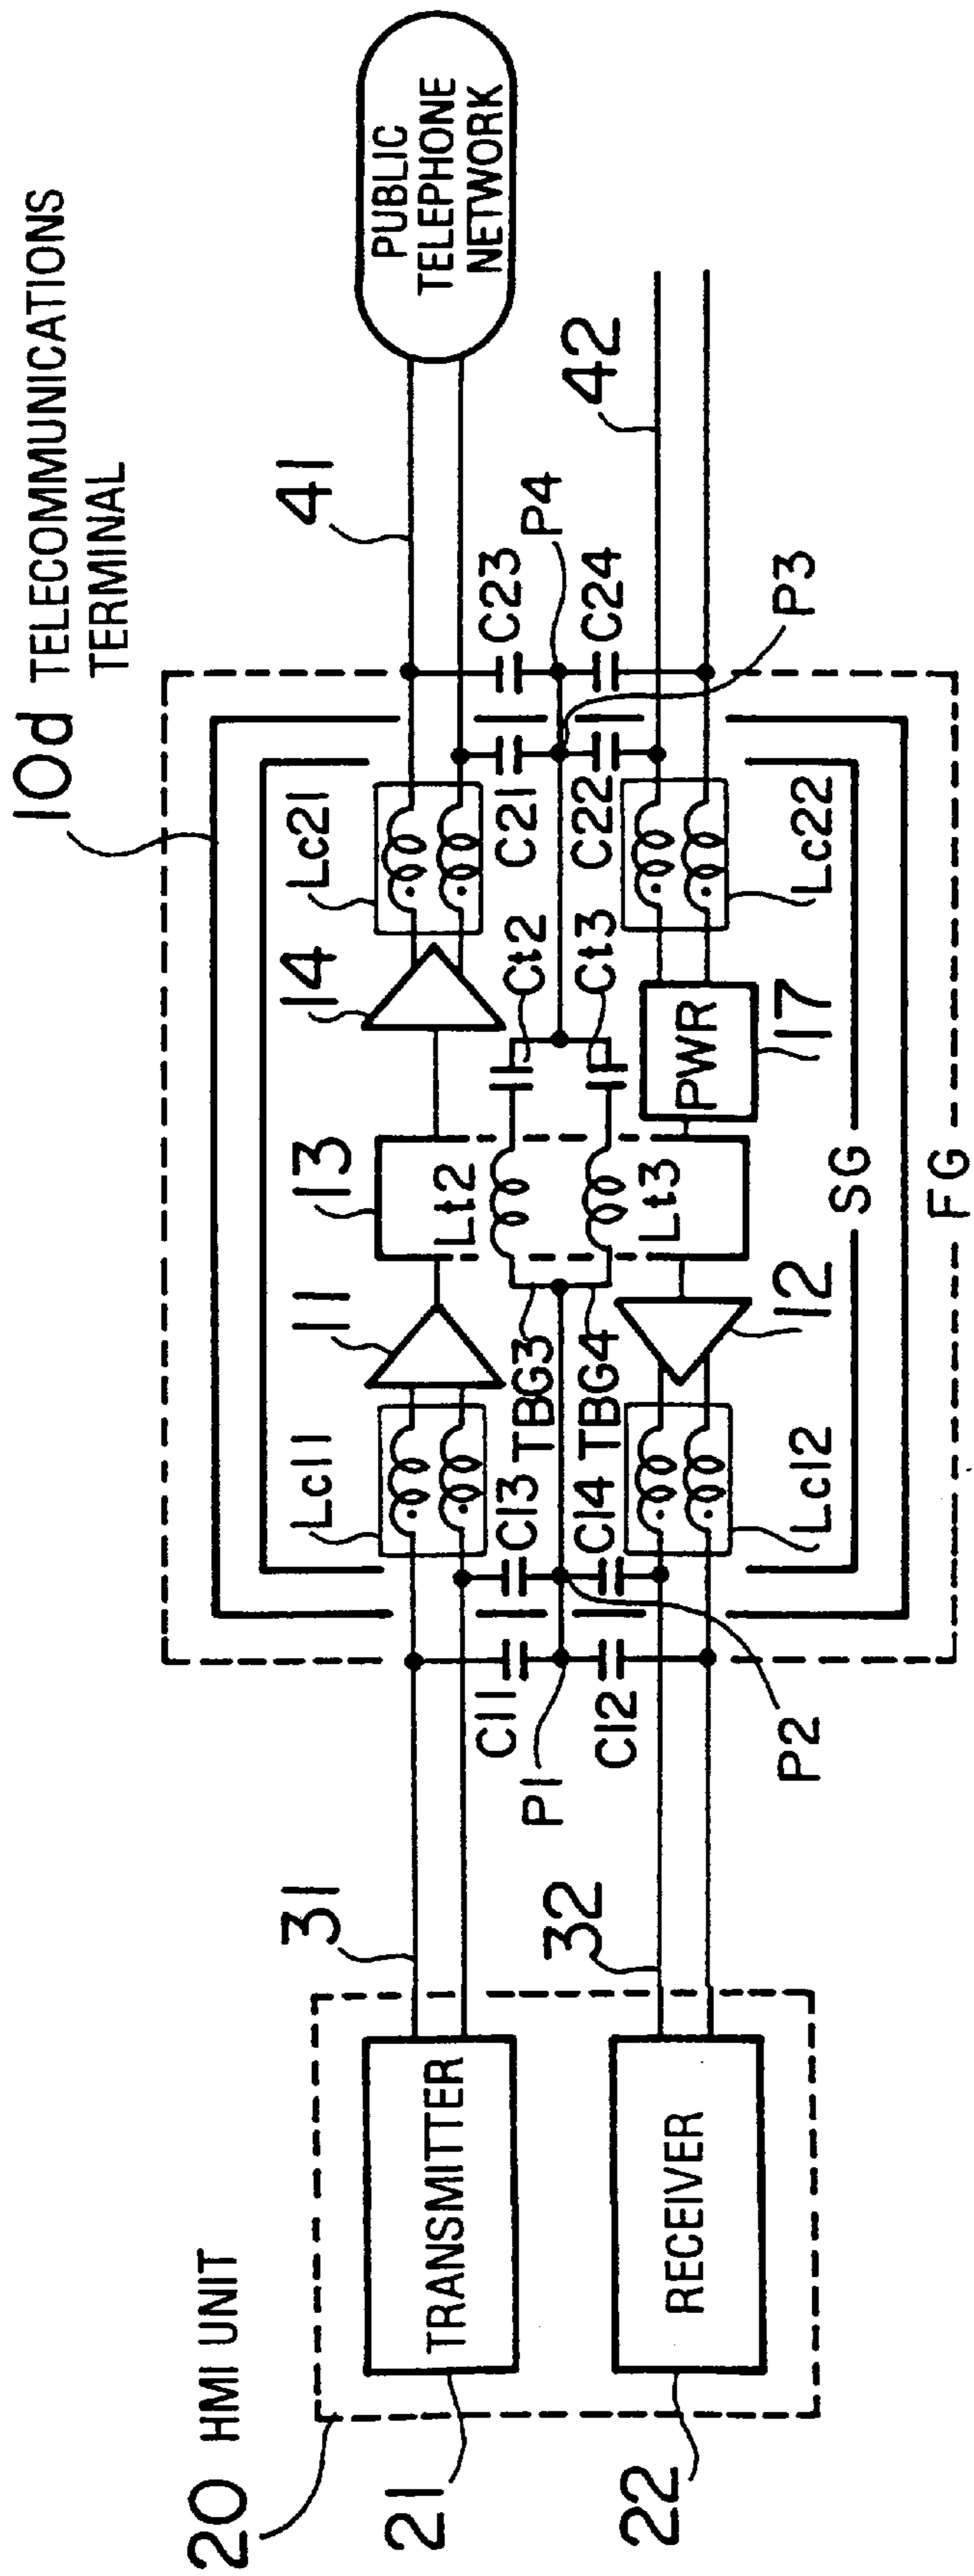 10d TELECOMMUNICATIONS
TERMINAL
20 HMI UNIT
21
TRANSMITTER
22
RECEIVER
31
32
Lc11
11
13
14
Lc21
41
PUBLIC
TELEPHONE
NETWORK
C11
P1
C12
P2
C13
C14
TBG3
TBG4
Lt2
Lt3
Ct2
Ct3
C21
C22
C23
P4
C24
P3
42
Lc12
12
PWR
17
Lc22
SG
FG